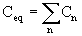 C_eq = ∑_n C_n